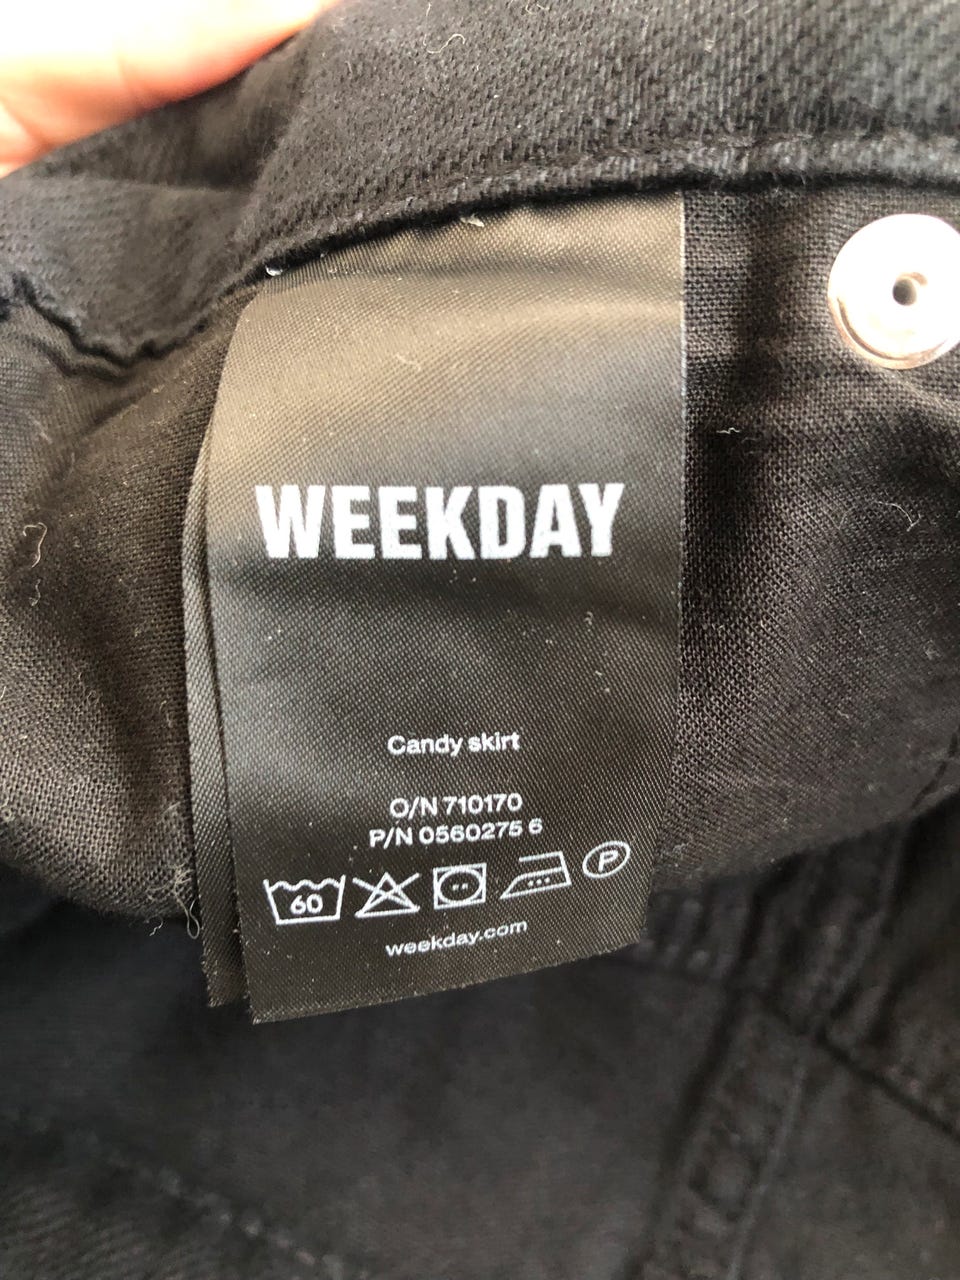 WEEKDAY
Candy skirt
O/N 710170
P/N 0560275 6
60 P
weekday.com